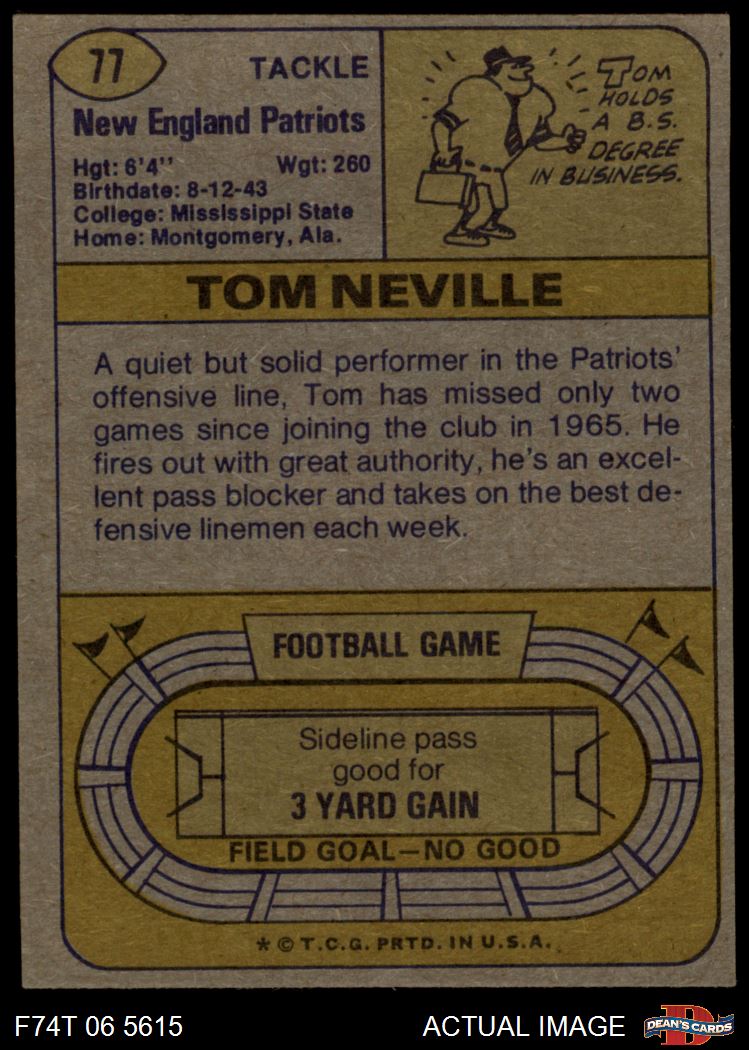 77
TACKLE
New England Patriots
Hgt: 6'4" Wgt: 260
Birthdate: 8-12-43
College: Mississippi State
Home: Montgomery, Ala.
TOM
HOLDS
A B.S.
DEGREE
IN BUSINESS.
TOM NEVILLE
A quiet but solid performer in the Patriots'
offensive line, Tom has missed only two
games since joining the club in 1965. He
fires out with great authority, he's an excel-
lent pass blocker and takes on the best de-
fensive linemen each week.
FOOTBALL GAME
Sideline pass
good for
3 YARD GAIN
FIELD GOAL—NO GOOD
* © T.C.G. PRTD. IN U.S.A.
F74T 06 5615 ACTUAL IMAGE
D
DEAN'S CARDS